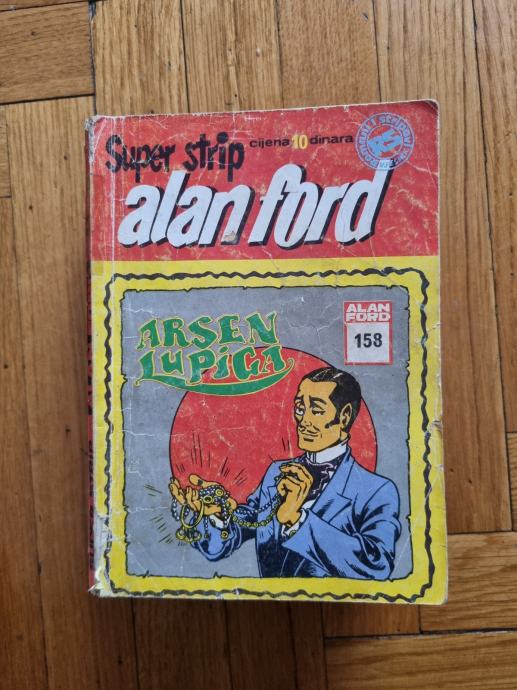 Super strip
cijena 10 dinara
alan ford
ARSEN
LUPIGA
ALAN
FORD
158